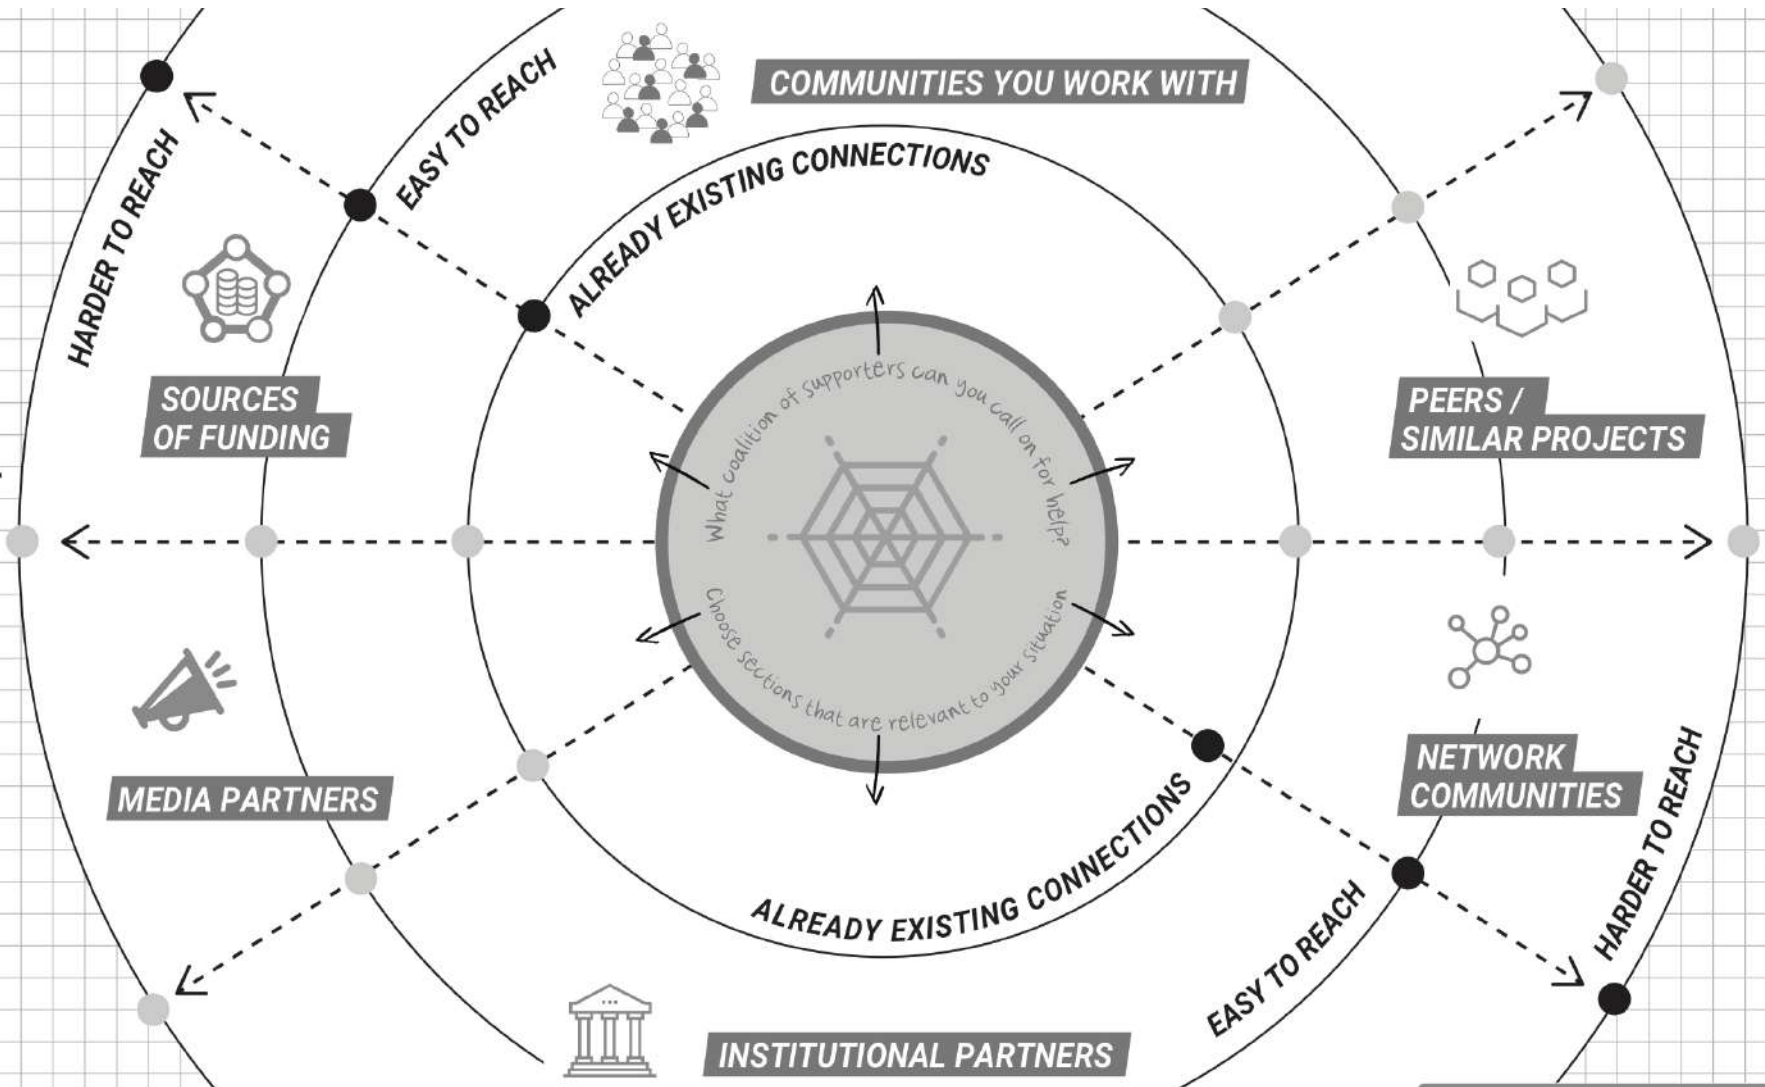 COMMUNITIES YOU WORK WITH
EASY TO REACH
ALREADY EXISTING CONNECTIONS
HARDER TO REACH
SOURCES
OF FUNDING
What coalition of supporters can you call on for help?
Choose sections that are relevant to your situation
PEERS /
SIMILAR PROJECTS
MEDIA PARTNERS
NETWORK
COMMUNITIES
ALREADY EXISTING CONNECTIONS
EASY TO REACH
HARDER TO REACH
INSTITUTIONAL PARTNERS